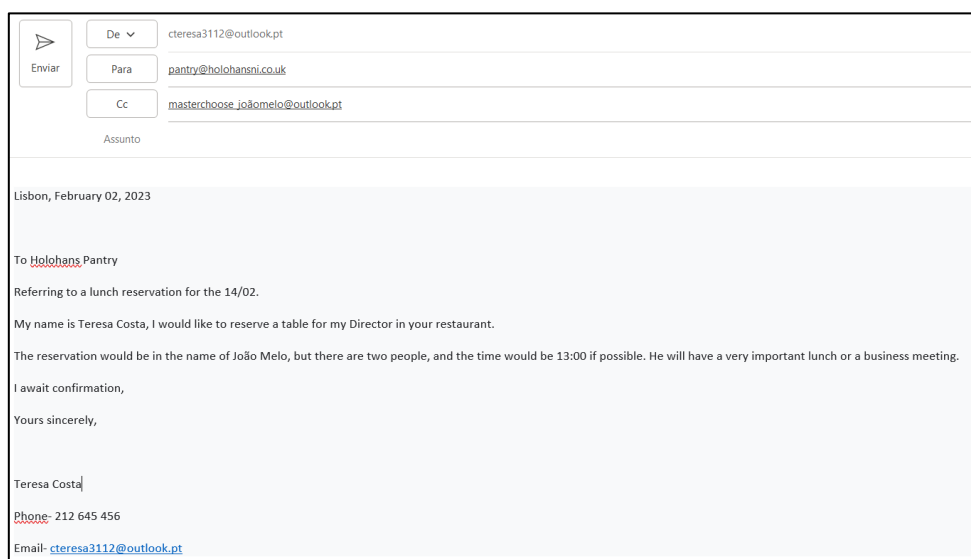 De
cteresa3112@outlook.pt
Enviar
Para
pantry@holohansni.co.uk
Cc
masterchoose_joãomelo@outlook.pt
Assunto
Lisbon, February 02, 2023
To Holohans Pantry
Referring to a lunch reservation for the 14/02.
My name is Teresa Costa, I would like to reserve a table for my Director in your restaurant.
The reservation would be in the name of João Melo, but there are two people, and the time would be 13:00 if possible. He will have a very important lunch or a business meeting.
I await confirmation,
Yours sincerely,
Teresa Costa
Phone- 212 645 456
Email- cteresa3112@outlook.pt